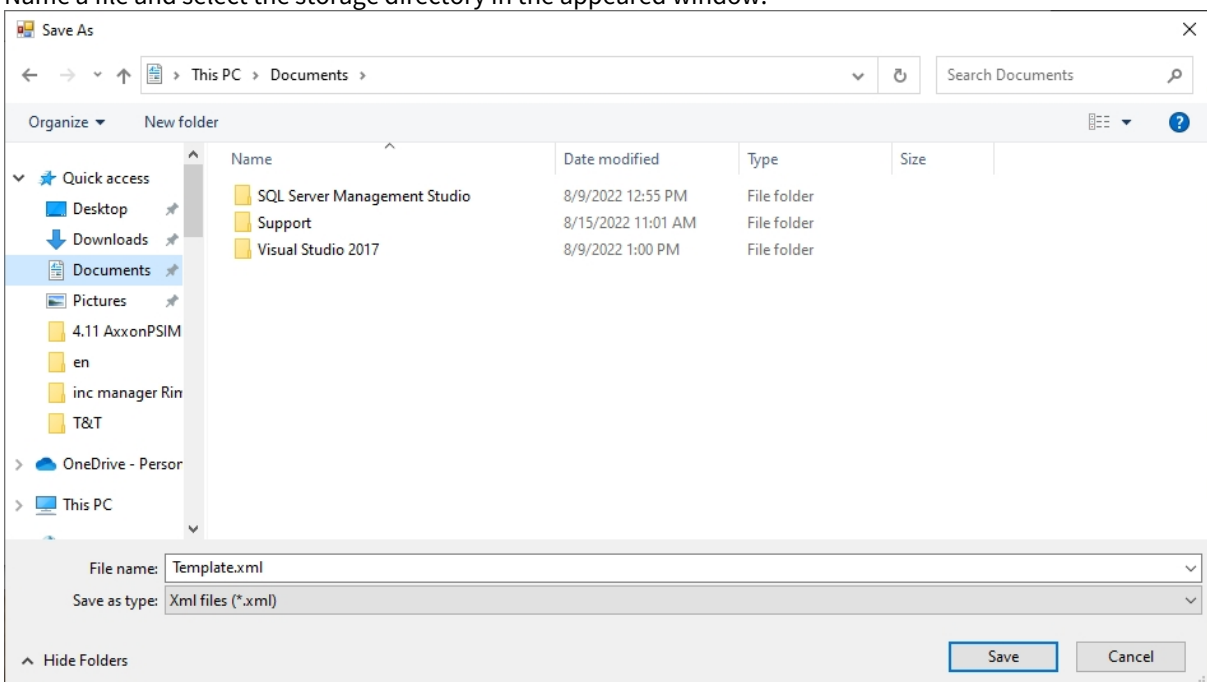 Name a file and select the storage directory in the appeared window.
Save As
This PC > Documents >
Search Documents
Organize
New folder
Name Date modified Type Size
Quick access
Desktop
Downloads
Documents
Pictures
4.11 AxxonPSIM
en
inc manager Rin
T&T
OneDrive - Person
This PC
SQL Server Management Studio 8/9/2022 12:55 PM File folder
Support 8/15/2022 11:01 AM File folder
Visual Studio 2017 8/9/2022 1:00 PM File folder
File name: Template.xml
Save as type: Xml files (*.xml)
Hide Folders
Save
Cancel